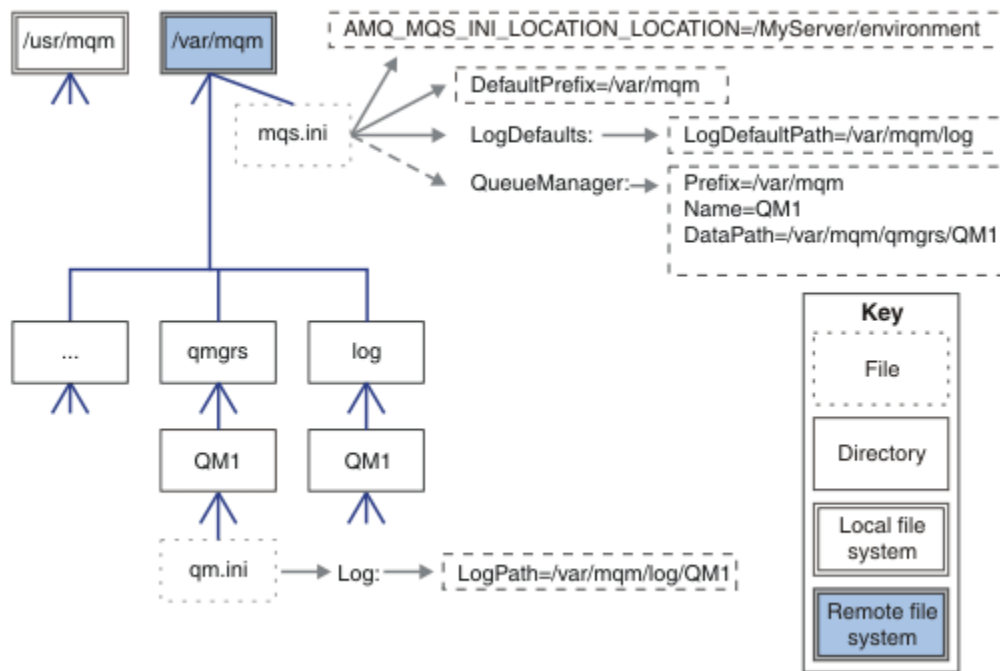 /usr/mqm
/var/mqm
AMQ_MQS_INI_LOCATION_LOCATION=/MyServer/environment
DefaultPrefix=/var/mqm
mqs.ini
LogDefaults:
LogDefaultPath=/var/mqm/log
QueueManager:
Prefix=/var/mqm
Name=QM1
DataPath=/var/mqm/qmgrs/QM1
...
qmgrs
log
QM1
QM1
qm.ini
Log:
LogPath=/var/mqm/log/QM1
Key
File
Directory
Local file
system
Remote file
system